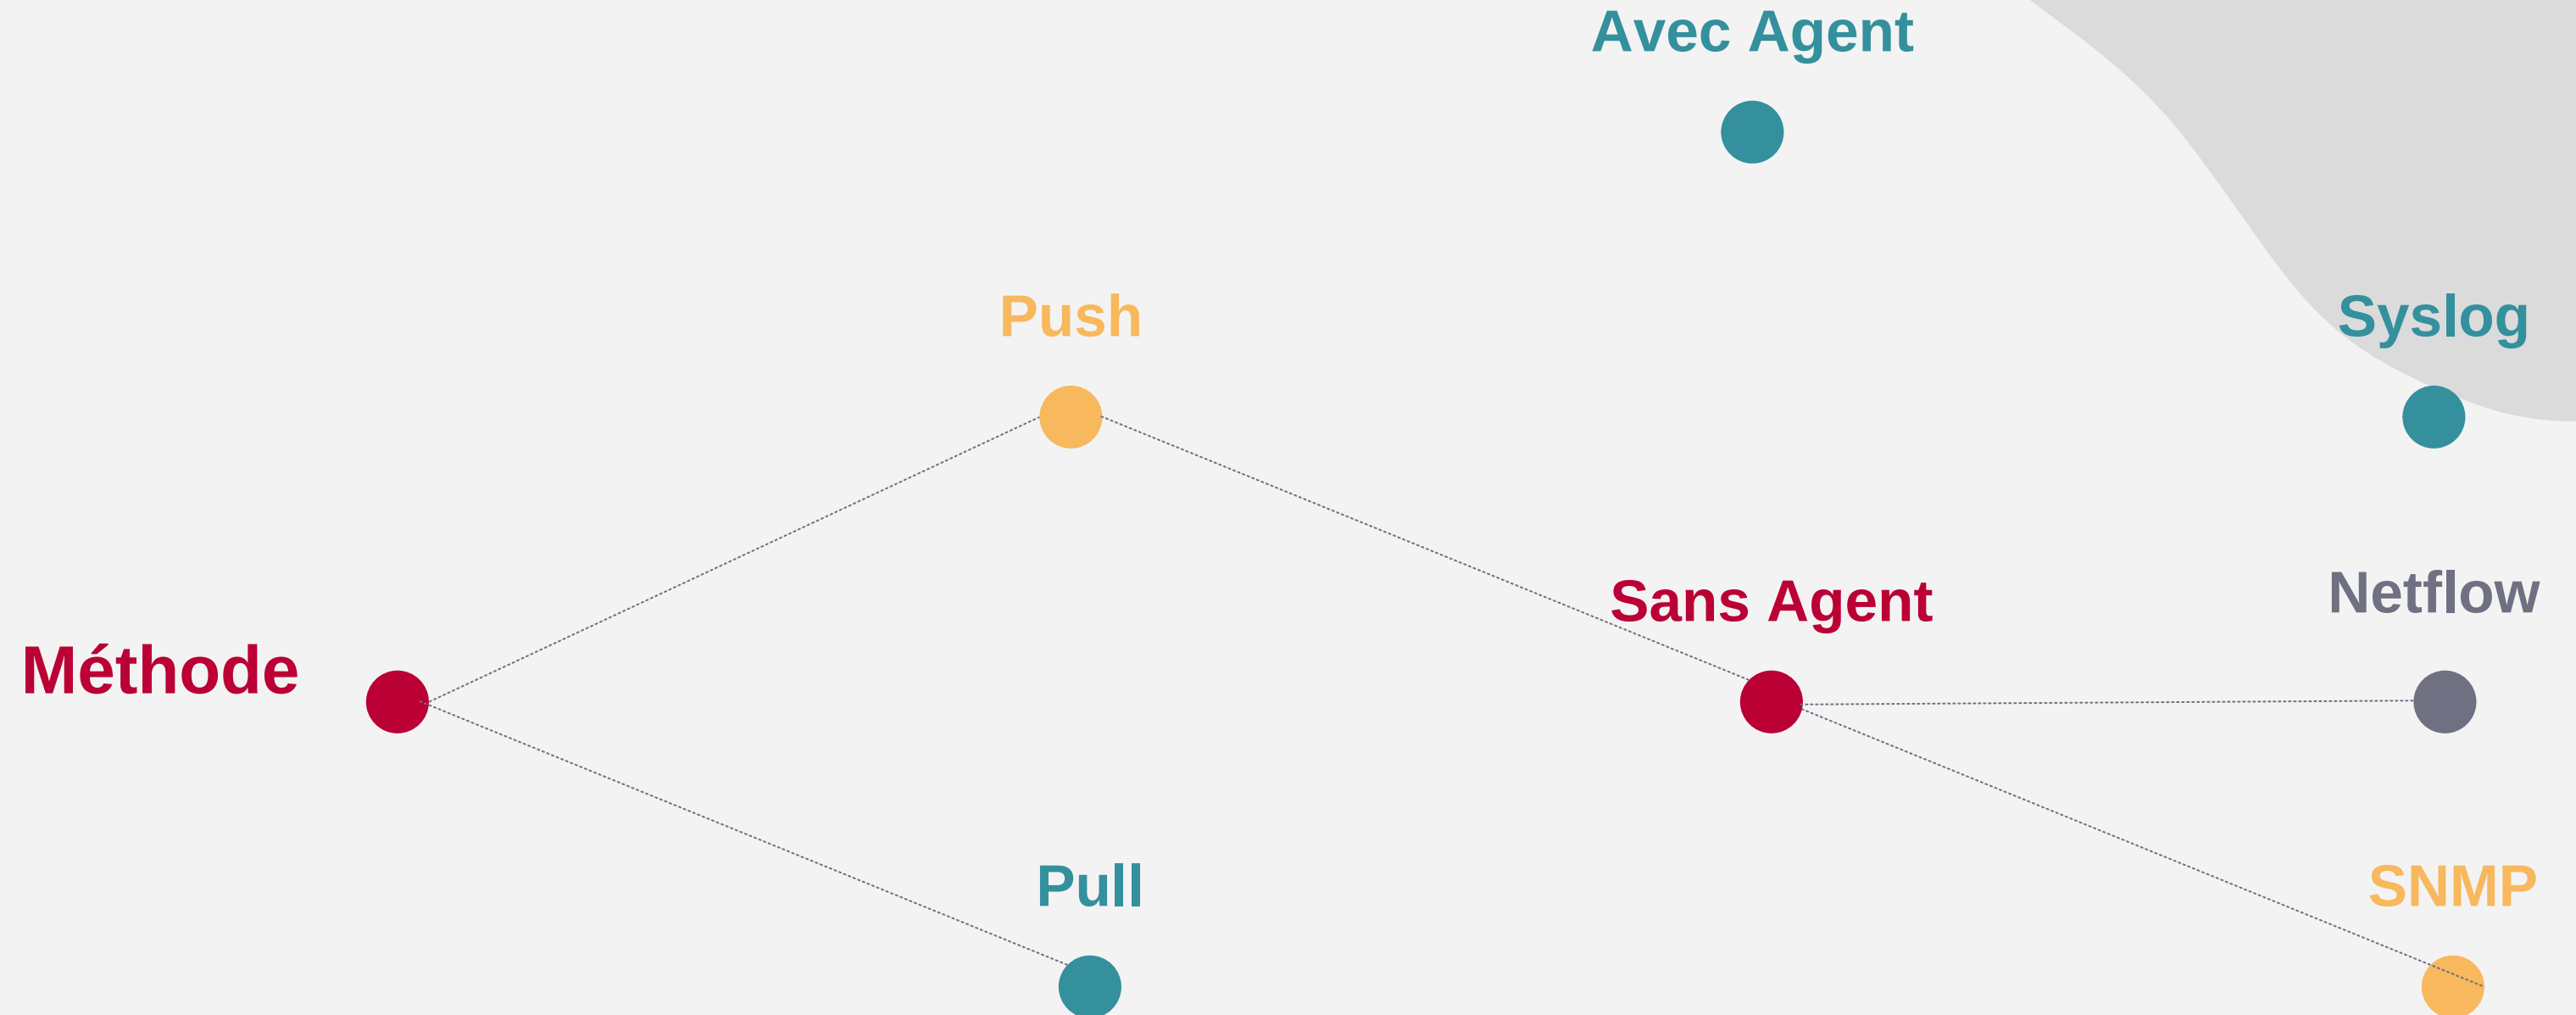 Avec Agent
Push
Syslog
Netflow
Sans Agent
Méthode
Pull
SNMP